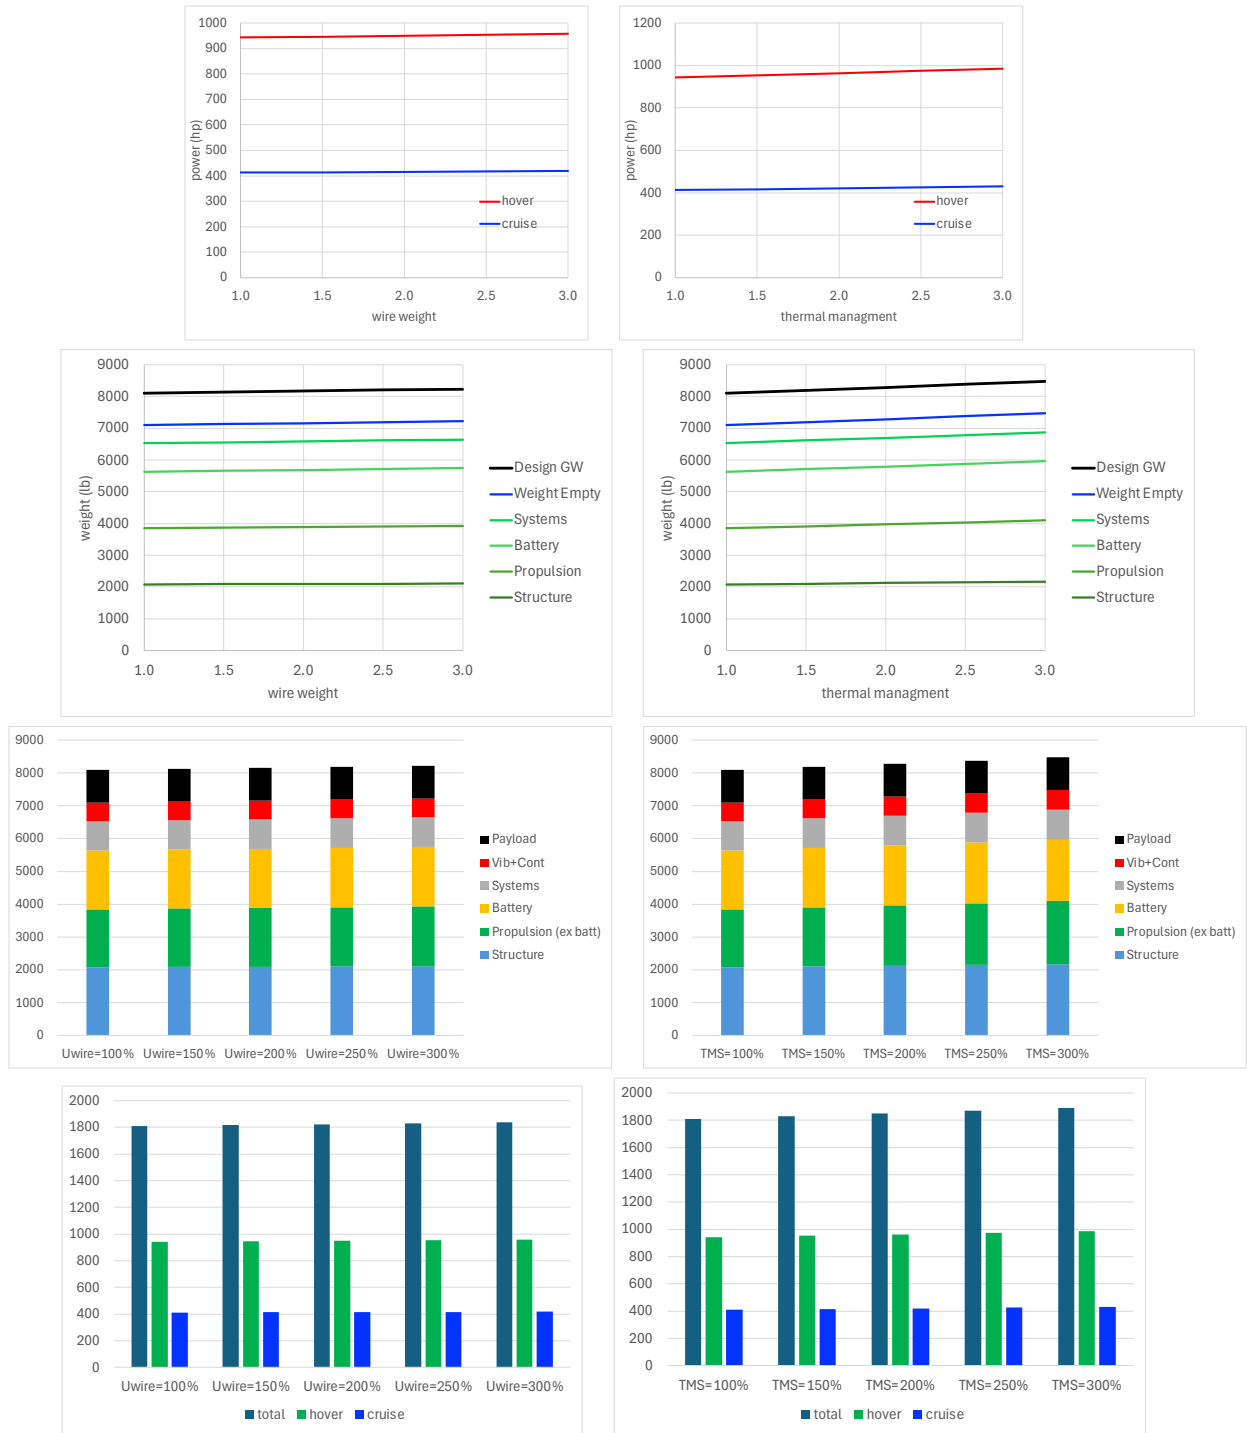 1000
900
800
700
600
500
400
300
200
100
0
power (hp)
hover
cruise
1.0 1.5 2.0 2.5 3.0
wire weight
1200
1000
800
600
400
200
0
power (hp)
hover
cruise
1.0 1.5 2.0 2.5 3.0
thermal managment
9000
8000
7000
6000
5000
4000
3000
2000
1000
0
weight (lb)
Design GW
Weight Empty
Systems
Battery
Propulsion
Structure
1.0 1.5 2.0 2.5 3.0
wire weight
9000
8000
7000
6000
5000
4000
3000
2000
1000
0
weight (lb)
Design GW
Weight Empty
Systems
Battery
Propulsion
Structure
1.0 1.5 2.0 2.5 3.0
thermal managment
9000
8000
7000
6000
5000
4000
3000
2000
1000
0
Payload
Vib+Cont
Systems
Battery
Propulsion (ex batt)
Structure
Uwire=100% Uwire=150% Uwire=200% Uwire=250% Uwire=300%
9000
8000
7000
6000
5000
4000
3000
2000
1000
0
Payload
Vib+Cont
Systems
Battery
Propulsion (ex batt)
Structure
TMS=100% TMS=150% TMS=200% TMS=250% TMS=300%
2000
1800
1600
1400
1200
1000
800
600
400
200
0
Uwire=100% Uwire=150% Uwire=200% Uwire=250% Uwire=300%
total hover cruise
2000
1800
1600
1400
1200
1000
800
600
400
200
0
TMS=100% TMS=150% TMS=200% TMS=250% TMS=300%
total hover cruise